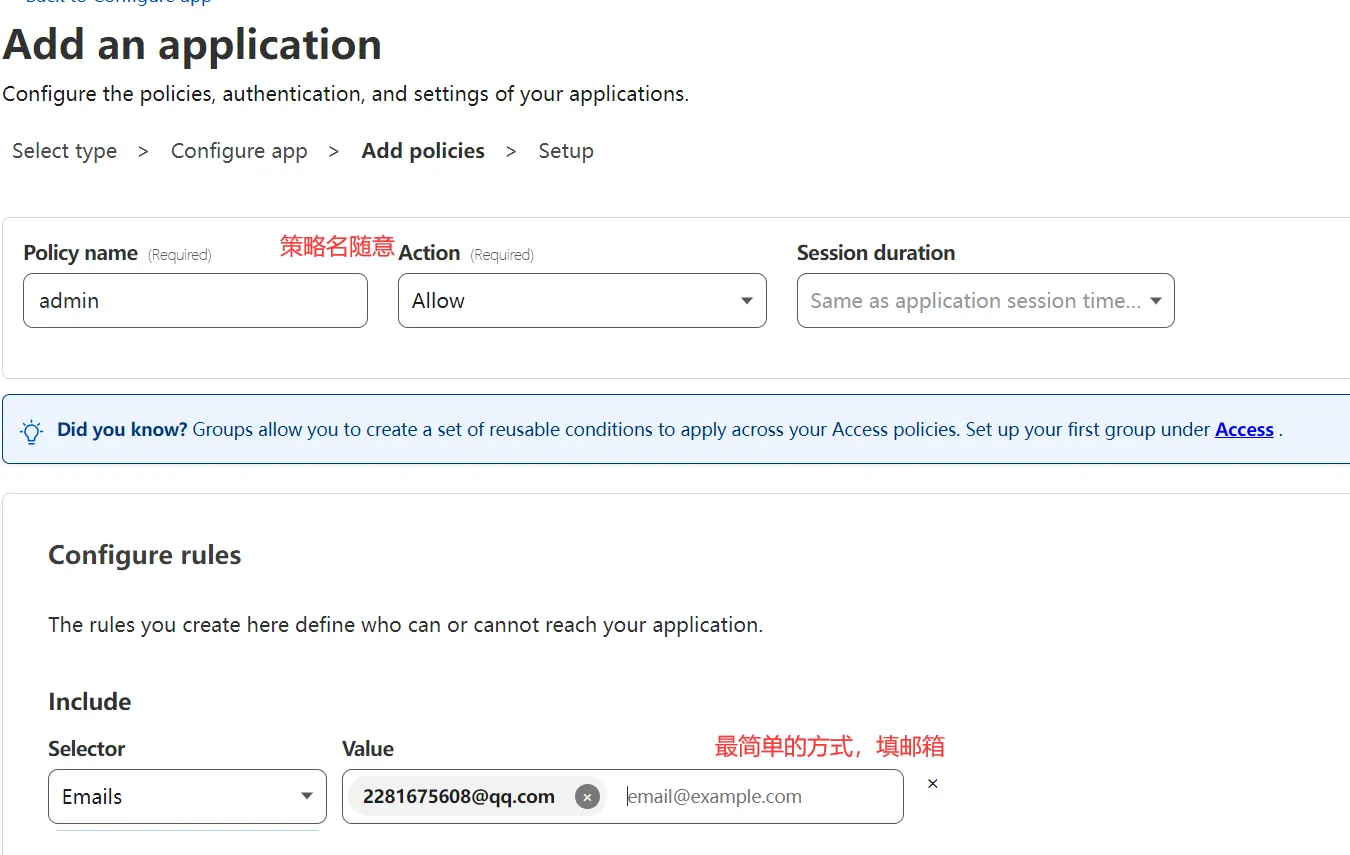 Back to Configure app
Add an application
Configure the policies, authentication, and settings of your applications.
Select type > Configure app > Add policies > Setup
Policy name (Required) 策略名随意 Action (Required) Session duration
admin Allow Same as application session time...
Did you know? Groups allow you to create a set of reusable conditions to apply across your Access policies. Set up your first group under Access .
Configure rules
The rules you create here define who can or cannot reach your application.
Include
Selector Value 最简单的方式，填邮箱
Emails 2281675608@qq.com × email@example.com ×